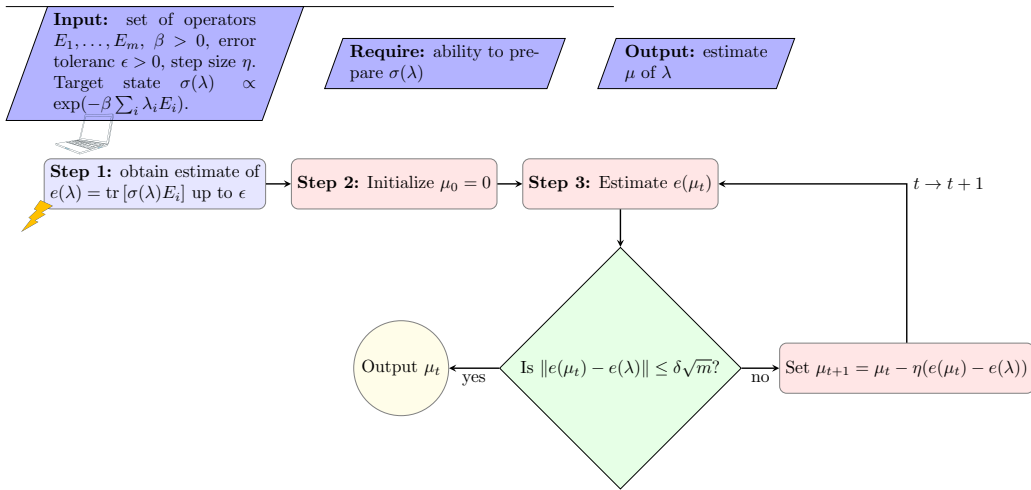 Input: set of operators
E₁, . . . , Eₘ, β > 0, error
toleranc ϵ > 0, step size η.
Target state σ(λ) ∝
exp(−β ∑ᵢ λᵢEᵢ).
Require: ability to pre-
pare σ(λ)
Output: estimate
μ of λ
Step 1: obtain estimate of
e(λ) = tr [σ(λ)Eᵢ] up to ϵ
Step 2: Initialize μ₀ = 0
Step 3: Estimate e(μₜ)
t → t + 1
Output μₜ
yes
Is ‖e(μₜ) − e(λ)‖ ≤ δ√m?
no
Set μₜ₊₁ = μₜ − η(e(μₜ) − e(λ))